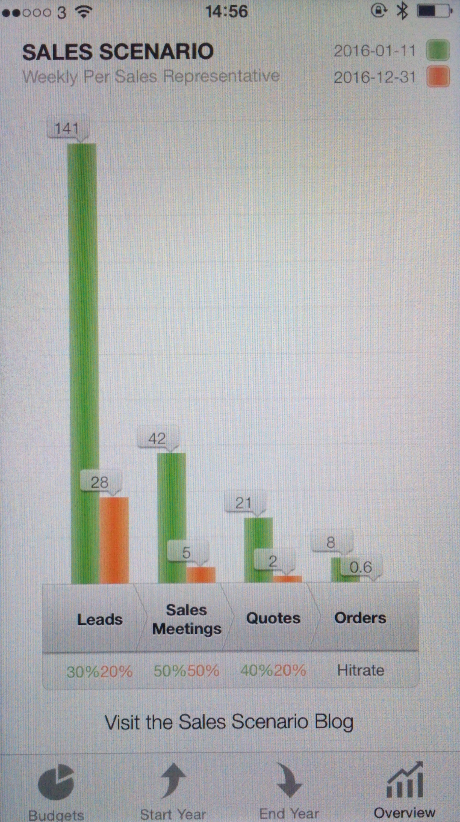 3 14:56
SALES SCENARIO 2016-01-11
Weekly Per Sales Representative 2016-12-31
141
42
28
21
8
5
2
0.6
Leads Sales Meetings Quotes Orders
30%20% 50%50% 40%20% Hitrate
Visit the Sales Scenario Blog
Budgets Start Year End Year Overview